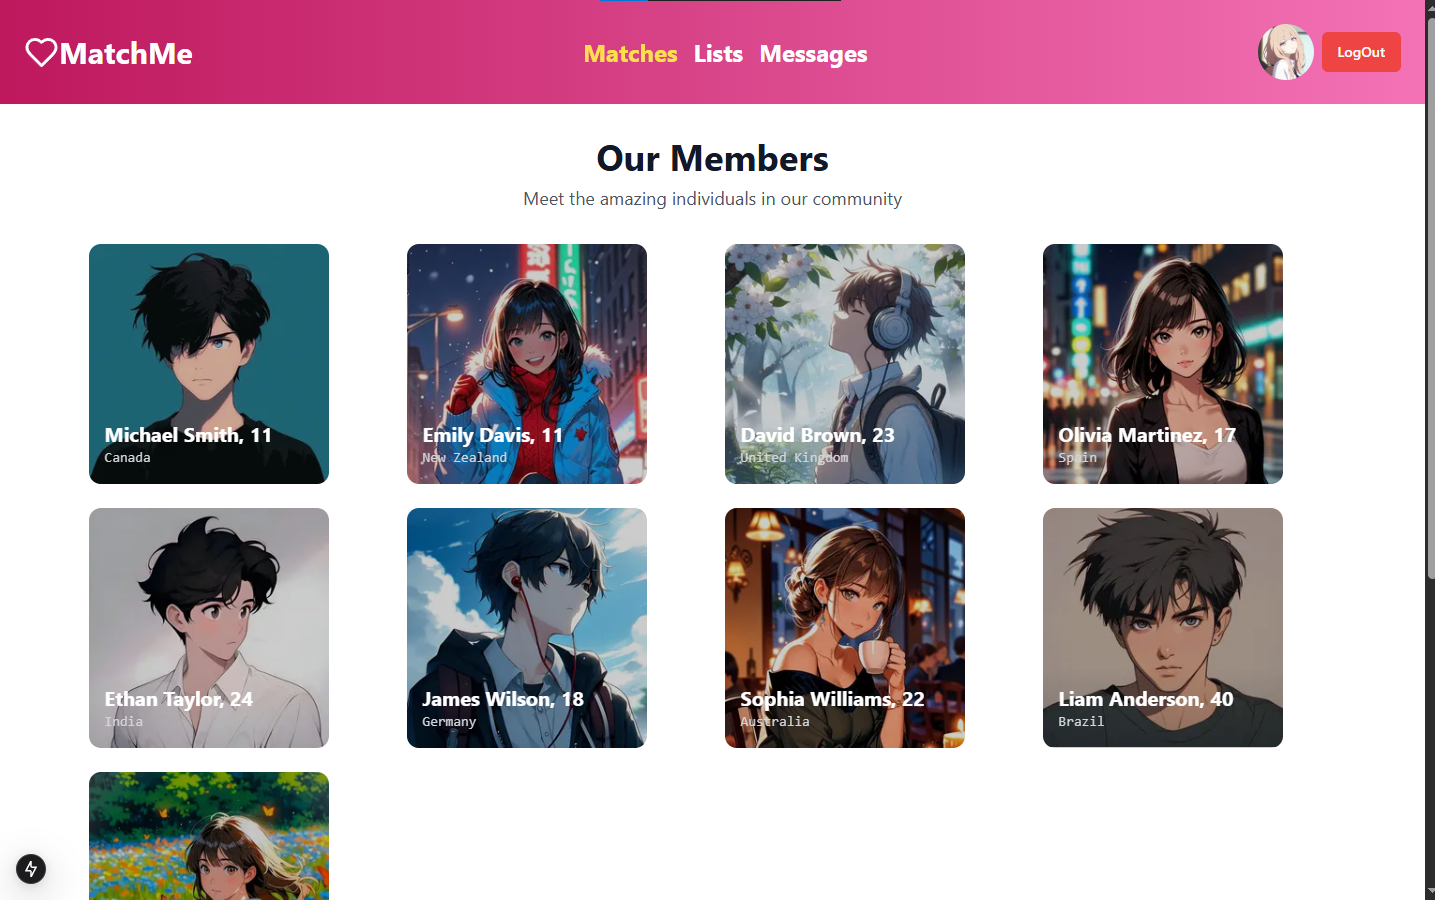 MatchMe
Matches Lists Messages
LogOut
Our Members
Meet the amazing individuals in our community
Michael Smith, 11
Canada
Emily Davis, 11
New Zealand
David Brown, 23
United Kingdom
Olivia Martinez, 17
Spain
Ethan Taylor, 24
India
James Wilson, 18
Germany
Sophia Williams, 22
Australia
Liam Anderson, 40
Brazil